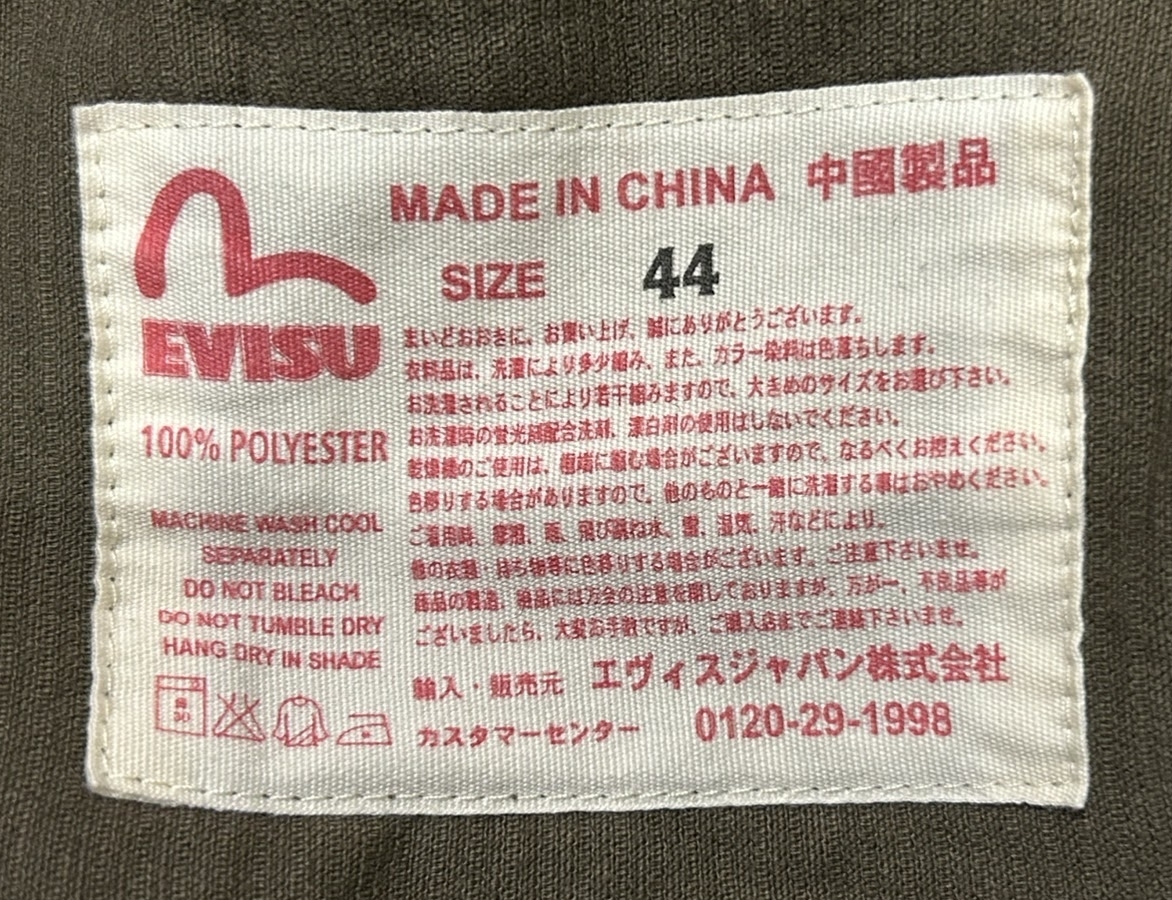 MADE IN CHINA 中國製品
SIZE 44
EVISU
100% POLYESTER
MACHINE WASH COOL
SEPARATELY
DO NOT BLEACH
DO NOT TUMBLE DRY
HANG DRY IN SHADE
30
まいどおおきに、お買い上げ、誠にありがとうございます。
衣料品は、洗濯により多少縮み、また、カラー染料は色落ちします。
お洗濯されることにより若干縮みますので、大きめのサイズをお選び下さい。
お洗濯時の蛍光剤配合洗剤、漂白剤の使用はしないでください。
乾燥機のご使用は、極端に縮む場合がございますので、なるべくお控えください。
色移りする場合がありますので、他のものと一緒に洗濯する事はおやめください。
ご着用時、摩擦、雨、飛び跳ね水、雪、湿気、汗などにより、
他の衣類・持ち物等に色移りする場合がございます。ご注意下さいませ。
商品の製造、検品には万全の注意を期しておりますが、万が一、不良品等が
ございましたら、大変お手数ですが、ご購入店までご連絡下さいませ。
輸入・販売元 エヴィスジャパン株式会社
カスタマーセンター 0120-29-1998